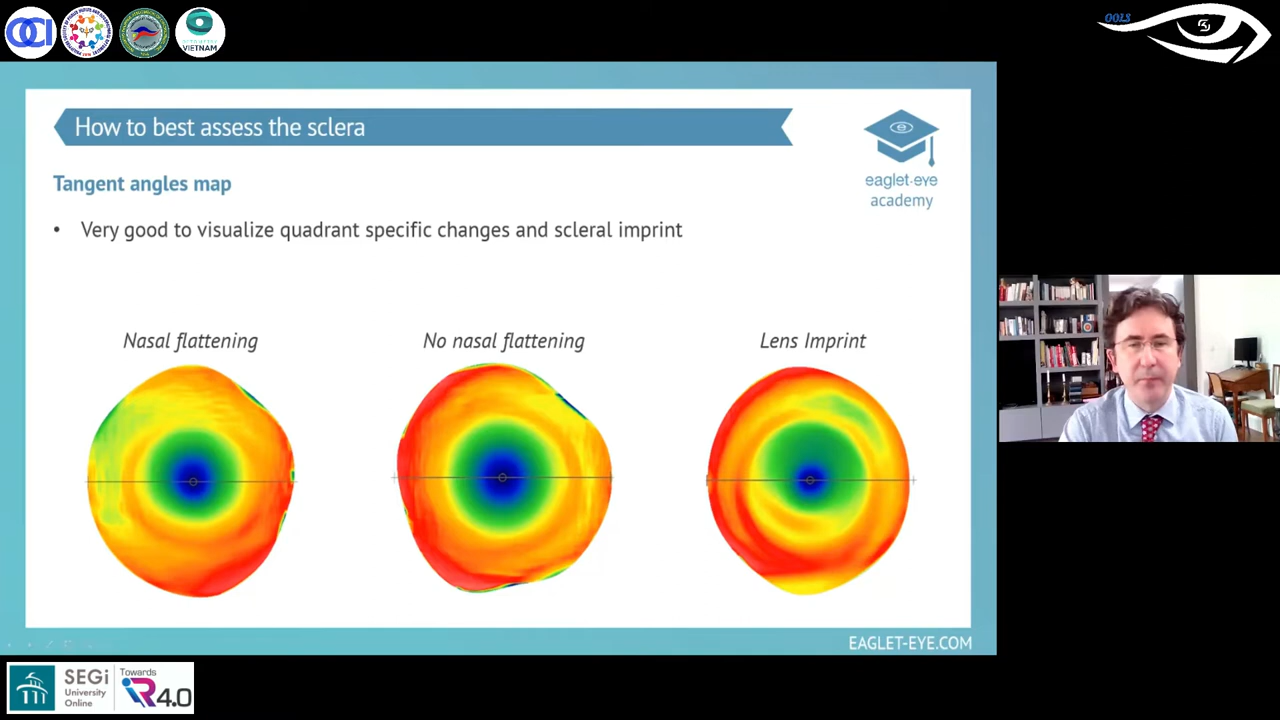 OCI
VIETNAM
OOLS
How to best assess the sclera
eaglet-eye
academy
Tangent angles map
• Very good to visualize quadrant specific changes and scleral imprint
Nasal flattening
No nasal flattening
Lens Imprint
EAGLET-EYE.COM
SEGi
University
Online
Towards
iR4.0